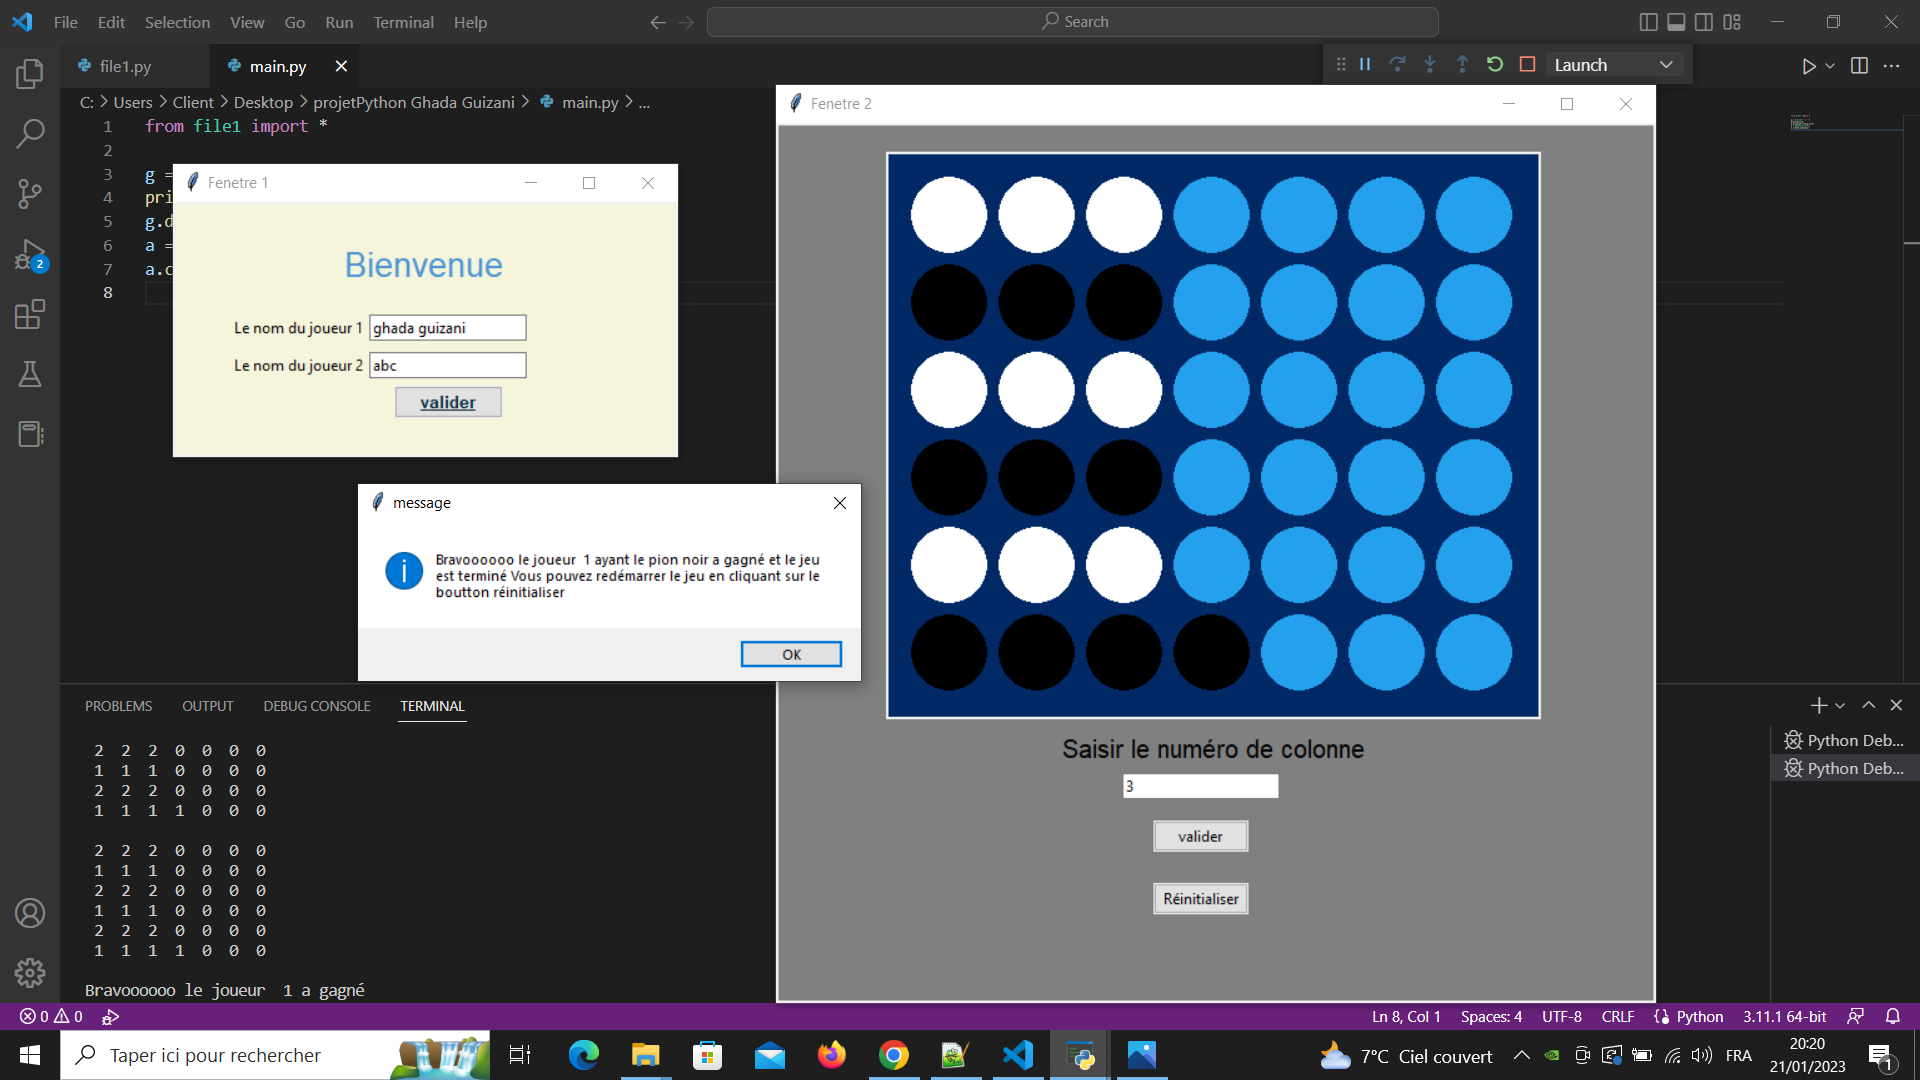 File Edit Selection View Go Run Terminal Help
Search
file1.py
main.py
Launch
C: > Users > Client > Desktop > projetPython Ghada Guizani > main.py > ...
1 from file1 import *
2
3 g =
4 pri
5 g.d
6 a =
7 a.c
8
Fenetre 1
Bienvenue
Le nom du joueur 1 ghada guizani
Le nom du joueur 2 abc
valider
message
Bravoooooo le joueur  1 ayant le pion noir a gagné et le jeu
est terminé Vous pouvez redémarrer le jeu en cliquant sur le
boutton réinitialiser
OK
Fenetre 2
Saisir le numéro de colonne
3
valider
Réinitialiser
PROBLEMS OUTPUT DEBUG CONSOLE TERMINAL
2 2 2 0 0 0 0
1 1 1 0 0 0 0
2 2 2 0 0 0 0
1 1 1 1 0 0 0
2 2 2 0 0 0 0
1 1 1 0 0 0 0
2 2 2 0 0 0 0
1 1 1 0 0 0 0
2 2 2 0 0 0 0
1 1 1 1 0 0 0
Bravoooooo le joueur  1 a gagné
Python Deb...
Python Deb...
2
0 0
Ln 8, Col 1 Spaces: 4 UTF-8 CRLF Python 3.11.1 64-bit
Taper ici pour rechercher
7°C Ciel couvert
FRA
20:20
21/01/2023
1